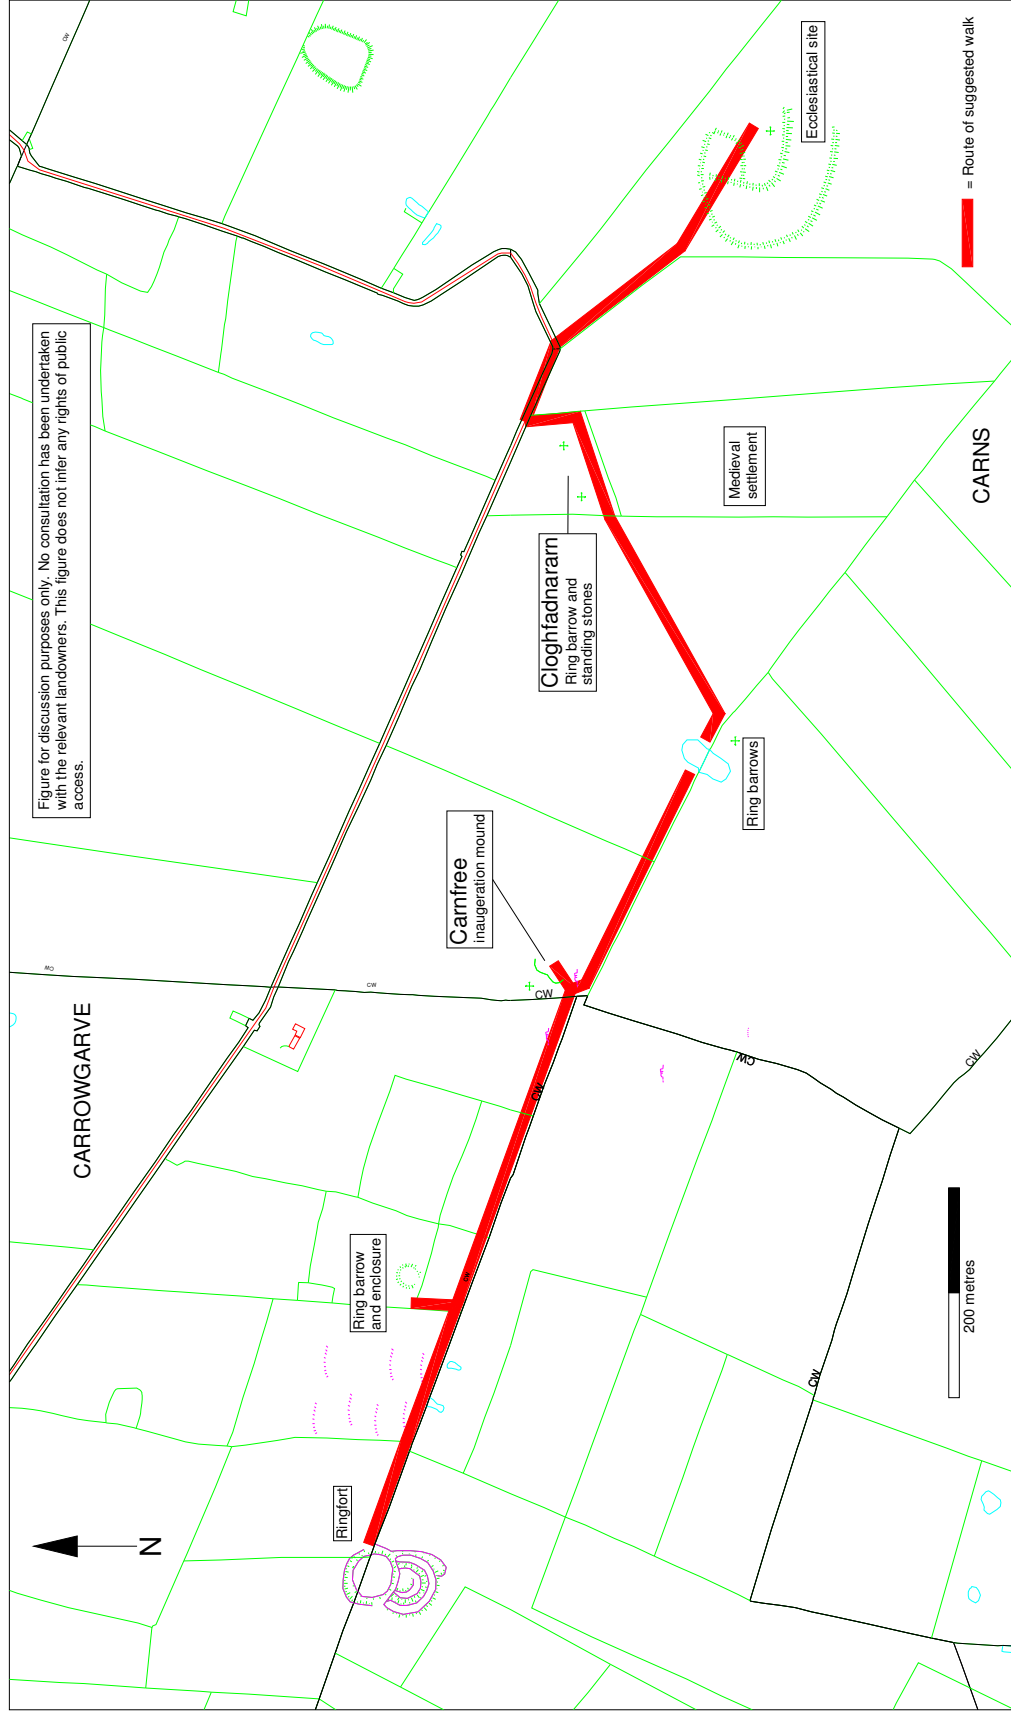 Figure for discussion purposes only. No consultation has been undertaken
with the relevant landowners. This figure does not infer any rights of public
access.
CARROWGARVE
N
Ringfort
Ring barrow
and enclosure
Carnfree
inaugeration mound
Cloghfadnararn
Ring barrow and
standing stones
Ring barrows
Medieval
settlement
Ecclesiastical site
CARNS
200 metres
= Route of suggested walk
CW
CW
CW
CW
CW
CW
CW
CW
CW